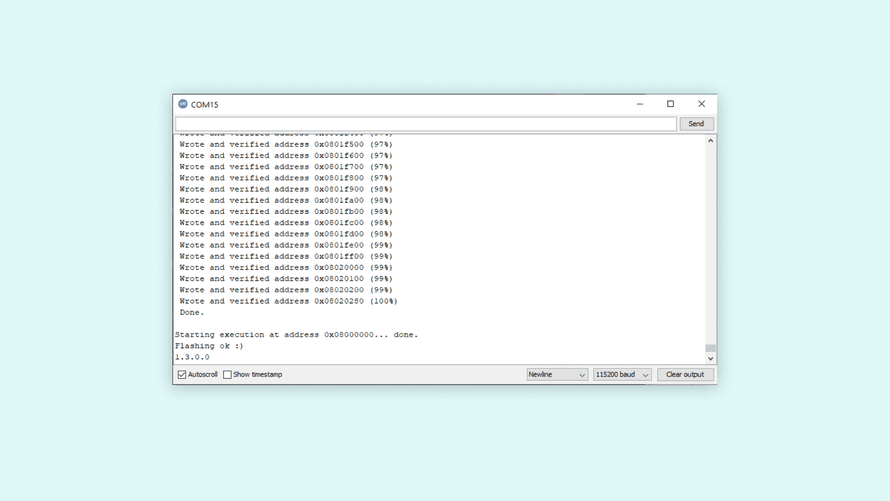 COM15
Send
Wrote and verified address
Wrote and verified address 0x0801f500 (97%)
Wrote and verified address 0x0801f600 (97%)
Wrote and verified address 0x0801f700 (97%)
Wrote and verified address 0x0801f800 (97%)
Wrote and verified address 0x0801f900 (98%)
Wrote and verified address 0x0801fa00 (98%)
Wrote and verified address 0x0801fb00 (98%)
Wrote and verified address 0x0801fc00 (98%)
Wrote and verified address 0x0801fd00 (98%)
Wrote and verified address 0x0801fe00 (99%)
Wrote and verified address 0x0801ff00 (99%)
Wrote and verified address 0x08020000 (99%)
Wrote and verified address 0x08020100 (99%)
Wrote and verified address 0x08020200 (99%)
Wrote and verified address 0x08020280 (100%)
Done.
Starting execution at address 0x08000000... done.
Flashing ok :)
1.3.0.0
Autoscroll Show timestamp Newline 115200 baud Clear output